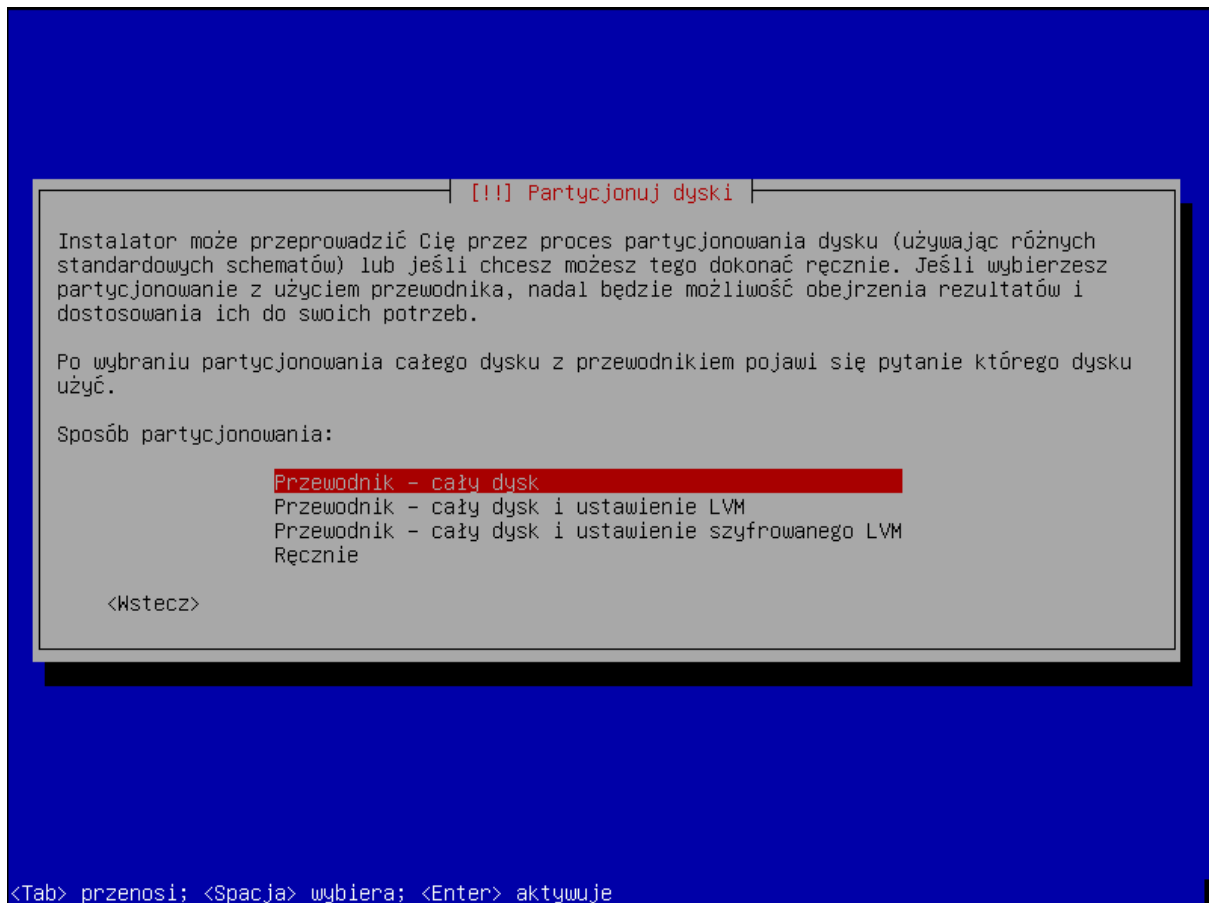 [!!] Partycjonuj dyski
Instalator może przeprowadzić Cię przez proces partycjonowania dysku (używając różnych
standardowych schematów) lub jeśli chcesz możesz tego dokonać ręcznie. Jeśli wybierzesz
partycjonowanie z użyciem przewodnika, nadal będzie możliwość obejrzenia rezultatów i
dostosowania ich do swoich potrzeb.
Po wybraniu partycjonowania całego dysku z przewodnikiem pojawi się pytanie którego dysku
użyć.
Sposób partycjonowania:
Przewodnik – cały dysk
Przewodnik – cały dysk i ustawienie LVM
Przewodnik – cały dysk i ustawienie szyfrowanego LVM
Ręcznie
<Wstecz>
<Tab> przenosi; <Spacja> wybiera; <Enter> aktywuje